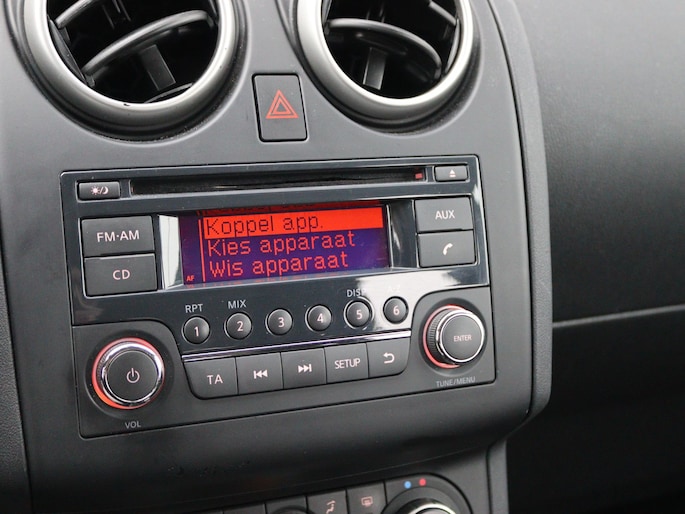 Koppel app.
Kies apparaat
Wis apparaat
AF
FM·AM
CD
AUX
RPT
MIX
1
2
3
4
5
6
TA
SETUP
ENTER
VOL
TUNE/MENU